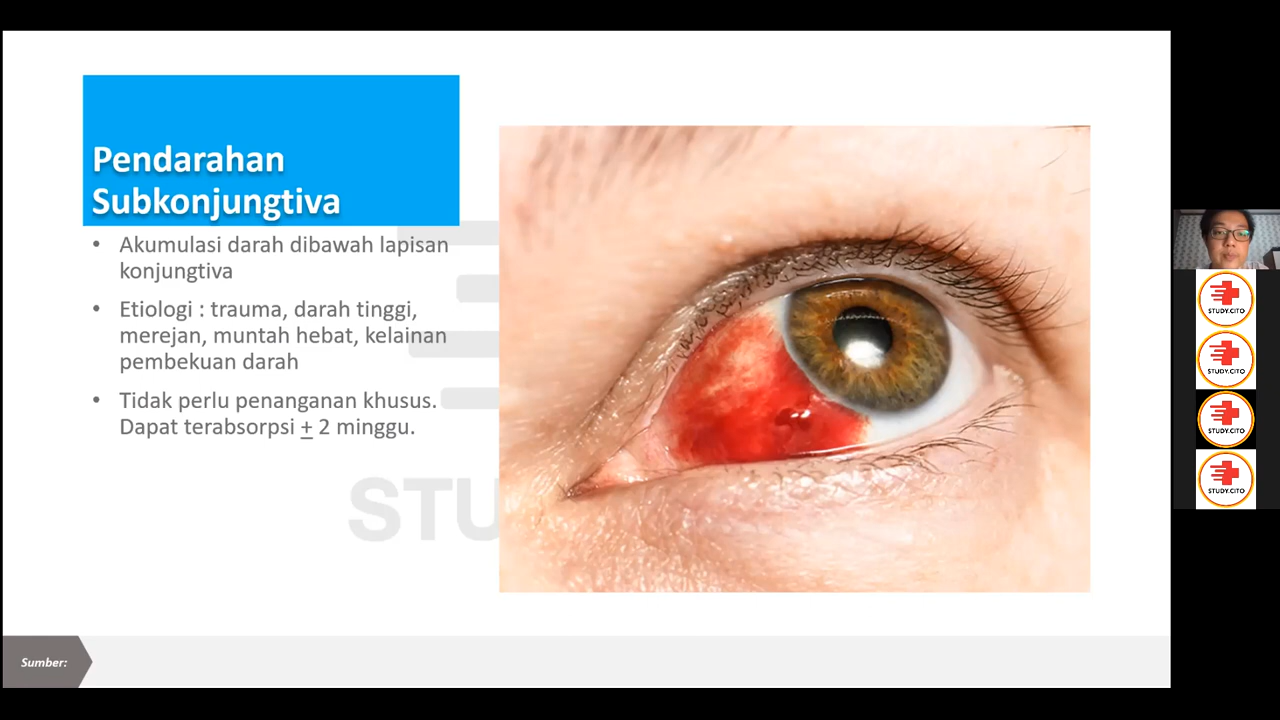 Pendarahan
Subkonjungtiva
• Akumulasi darah dibawah lapisan
konjungtiva
• Etiologi : trauma, darah tinggi,
merejan, muntah hebat, kelainan
pembekuan darah
• Tidak perlu penanganan khusus.
Dapat terabsorpsi ± 2 minggu.
STU
Sumber:
STUDY.CITO
STUDY.CITO
STUDY.CITO
STUDY.CITO